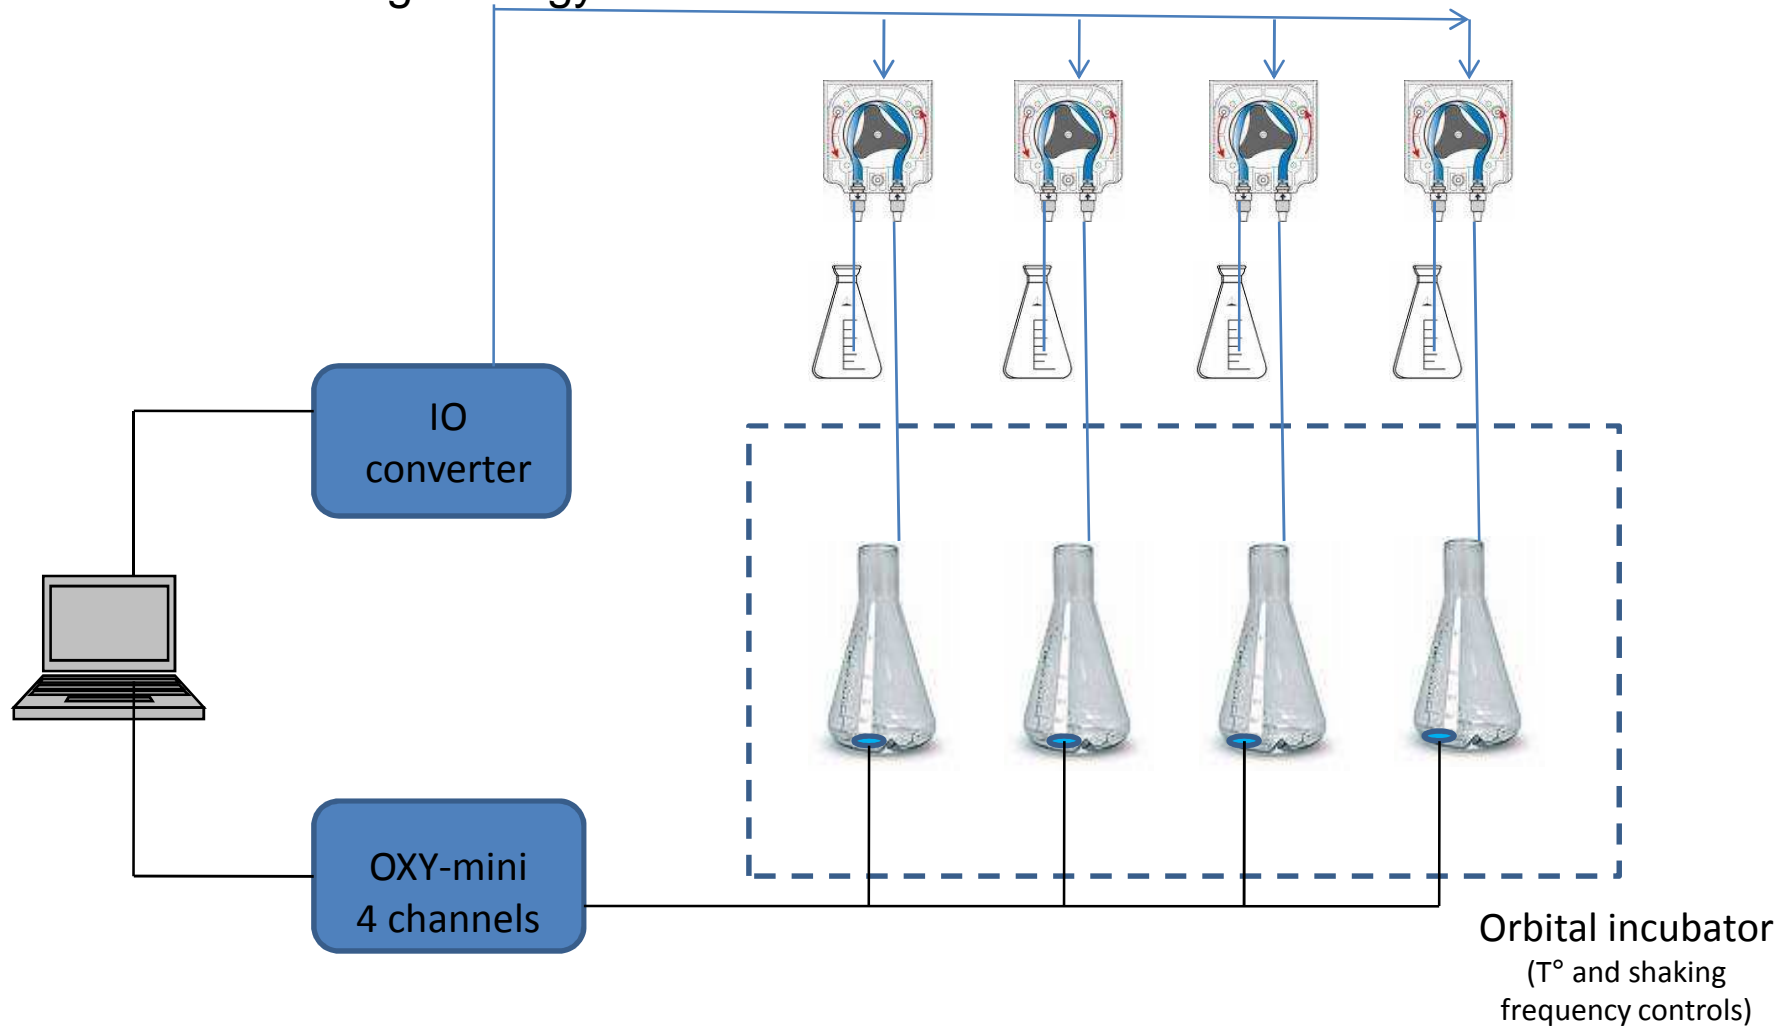 IO
converter
OXY-mini
4 channels
Orbital incubator
(T° and shaking
frequency controls)